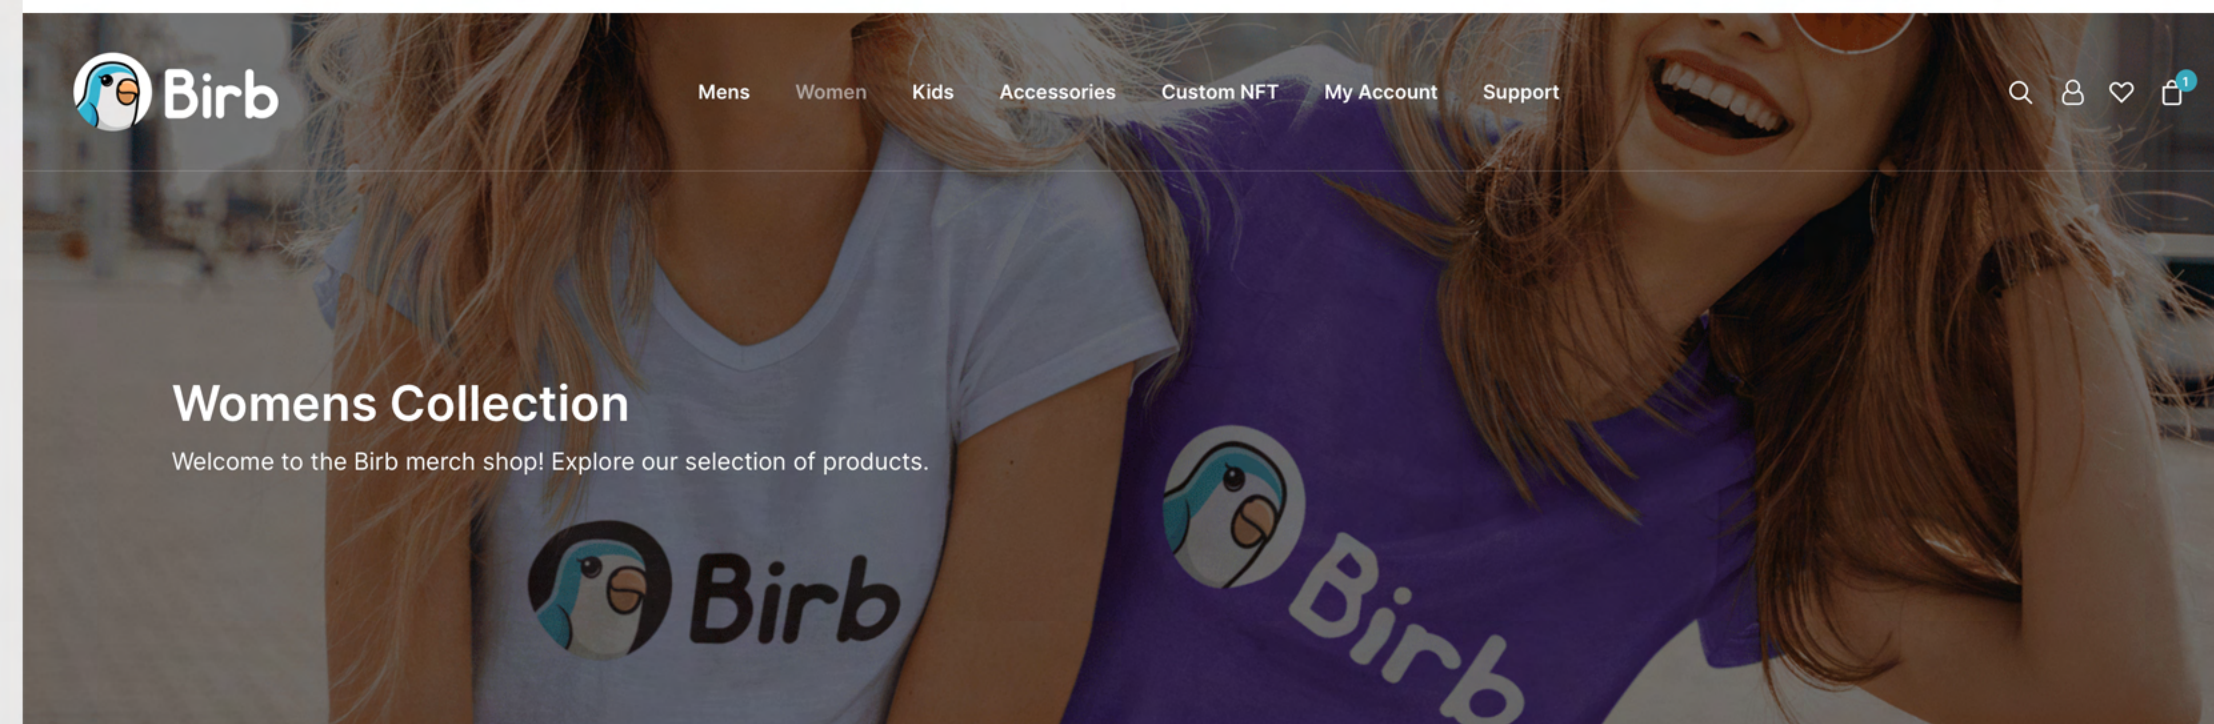 Birb
Mens Women Kids Accessories Custom NFT My Account Support
1
Womens Collection
Welcome to the Birb merch shop! Explore our selection of products.
Birb
Birb